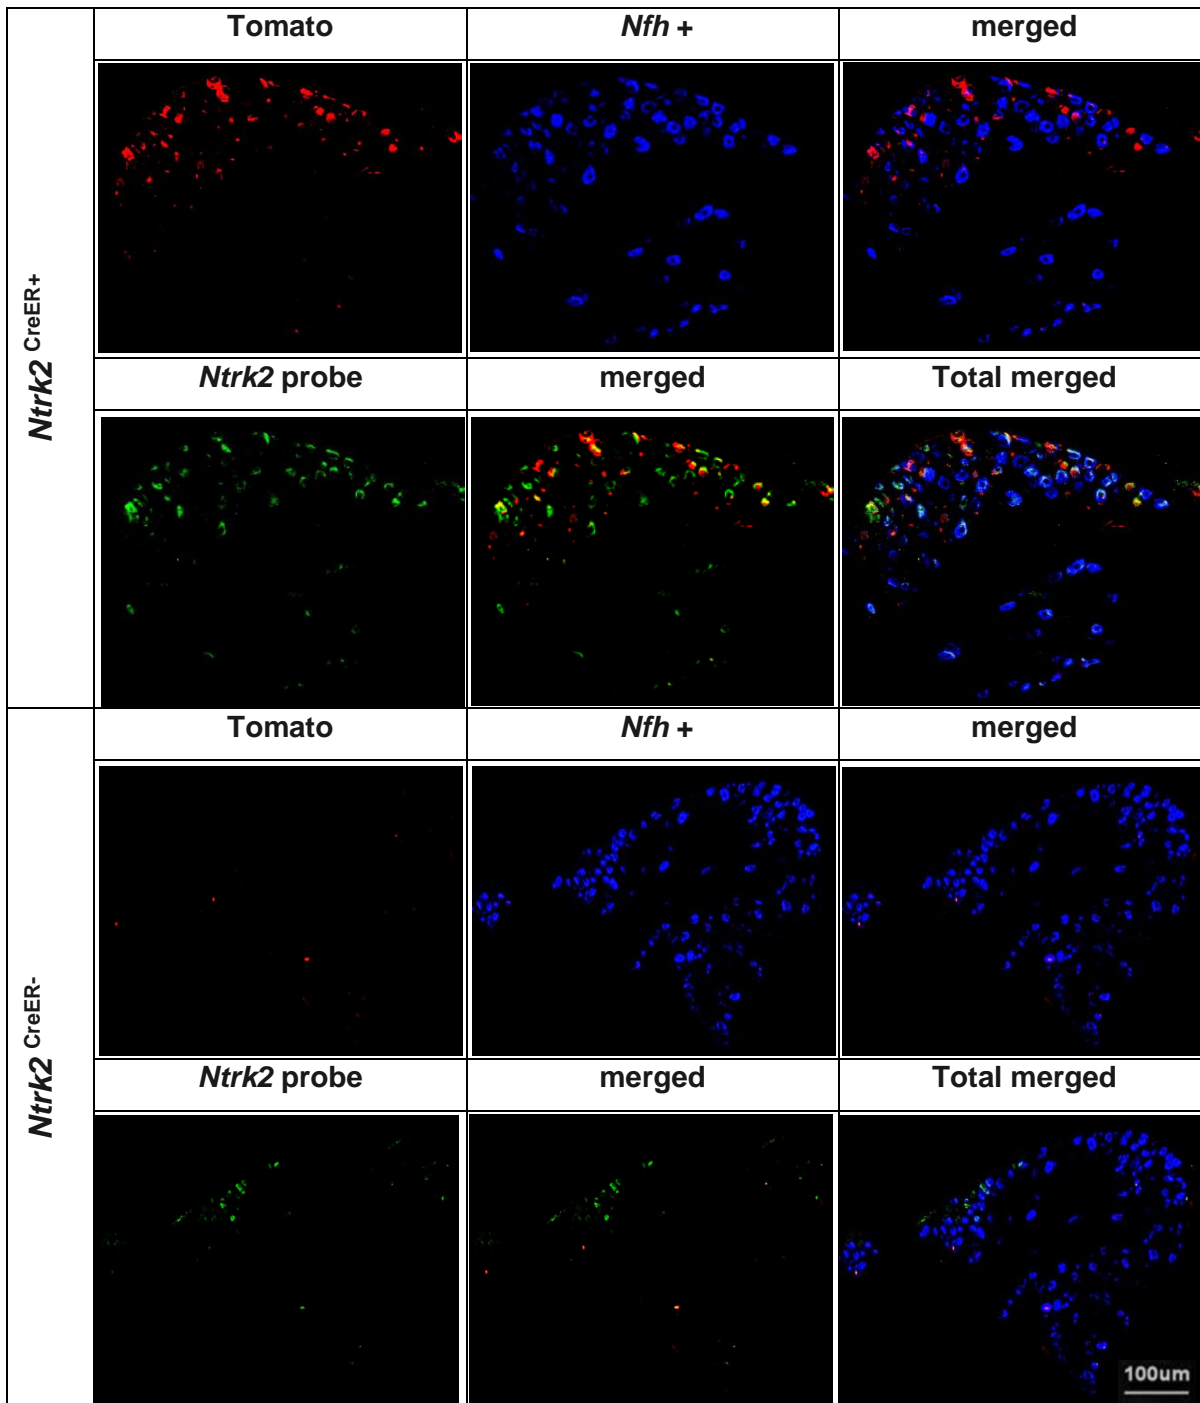 Tomato
Nfh +
merged
Ntrk2 CreER+
Ntrk2 probe
merged
Total merged
Tomato
Nfh +
merged
Ntrk2 CreER-
Ntrk2 probe
merged
Total merged
100um